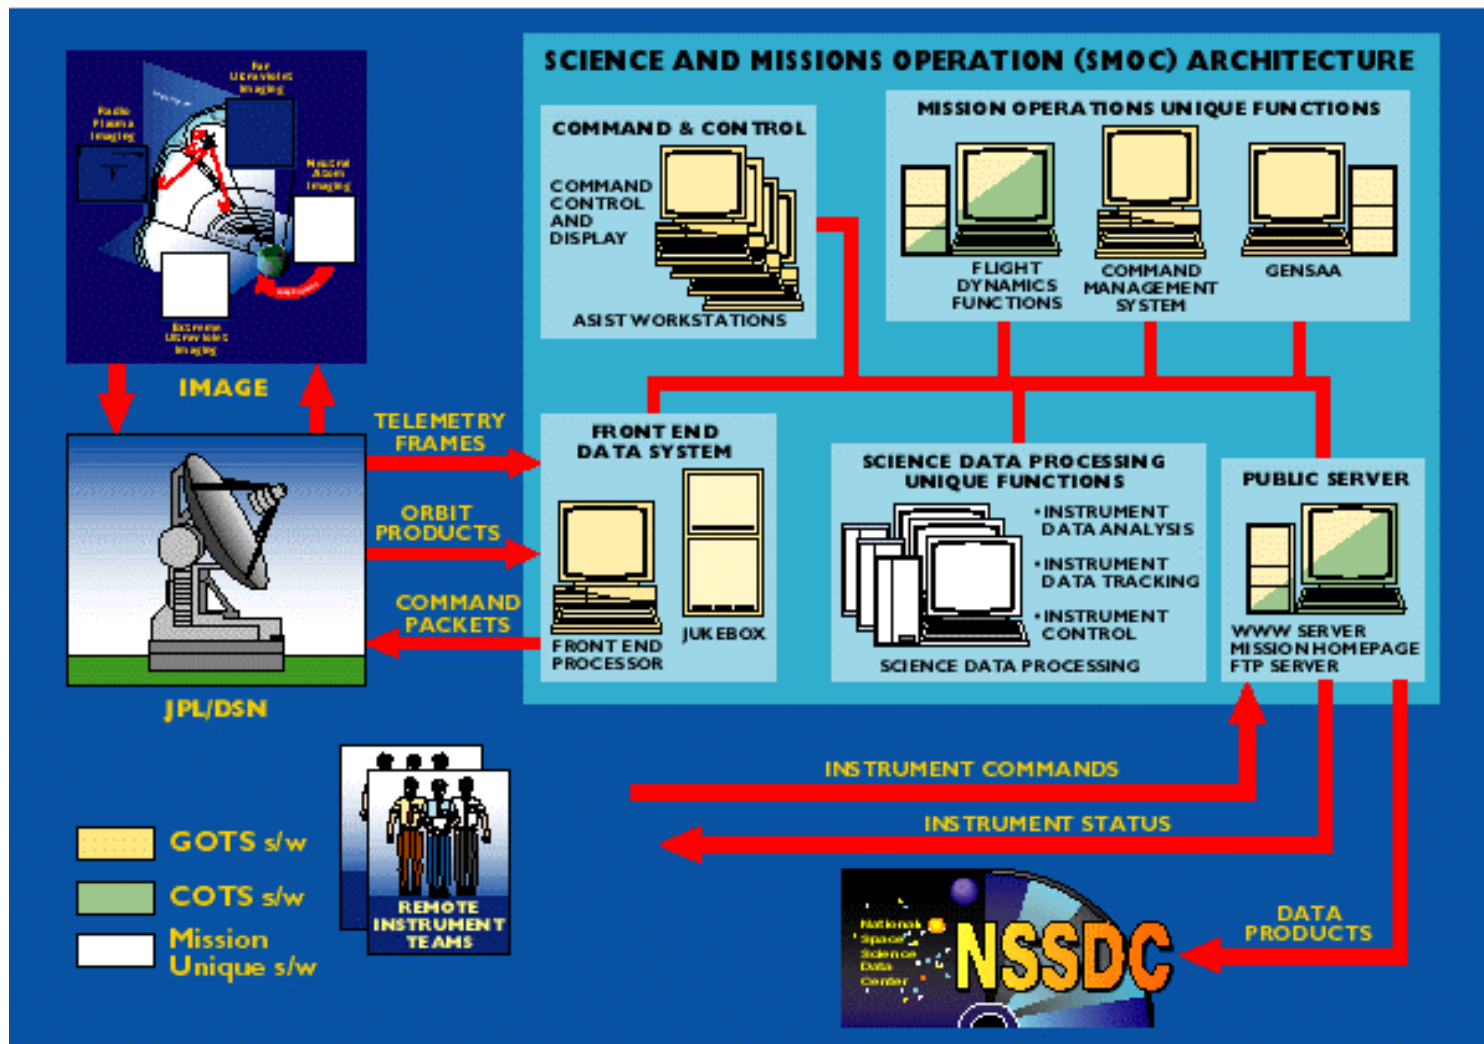 SCIENCE AND MISSIONS OPERATION (SMOC) ARCHITECTURE
Far
Ultraviolet
Imaging
Radio
Plasma
Imaging
Neutral
Atom
Imaging
Extreme
Ultraviolet
Imaging
IMAGE
COMMAND & CONTROL
COMMAND
CONTROL
AND
DISPLAY
ASIST WORKSTATIONS
MISSION OPERATIONS UNIQUE FUNCTIONS
FLIGHT
DYNAMICS
FUNCTIONS
COMMAND
MANAGEMENT
SYSTEM
GENSAA
TELEMETRY
FRAMES
ORBIT
PRODUCTS
COMMAND
PACKETS
JPL/DSN
FRONT END
DATA SYSTEM
FRONT END
PROCESSOR
JUKEBOX
SCIENCE DATA PROCESSING
UNIQUE FUNCTIONS
• INSTRUMENT
DATA ANALYSIS
• INSTRUMENT
DATA TRACKING
• INSTRUMENT
CONTROL
SCIENCE DATA PROCESSING
PUBLIC SERVER
WWW SERVER
MISSION HOMEPAGE
FTP SERVER
INSTRUMENT COMMANDS
INSTRUMENT STATUS
DATA
PRODUCTS
GOTS s/w
COTS s/w
Mission
Unique s/w
REMOTE
INSTRUMENT
TEAMS
National
Space
Science
Data
Center
NSSDC